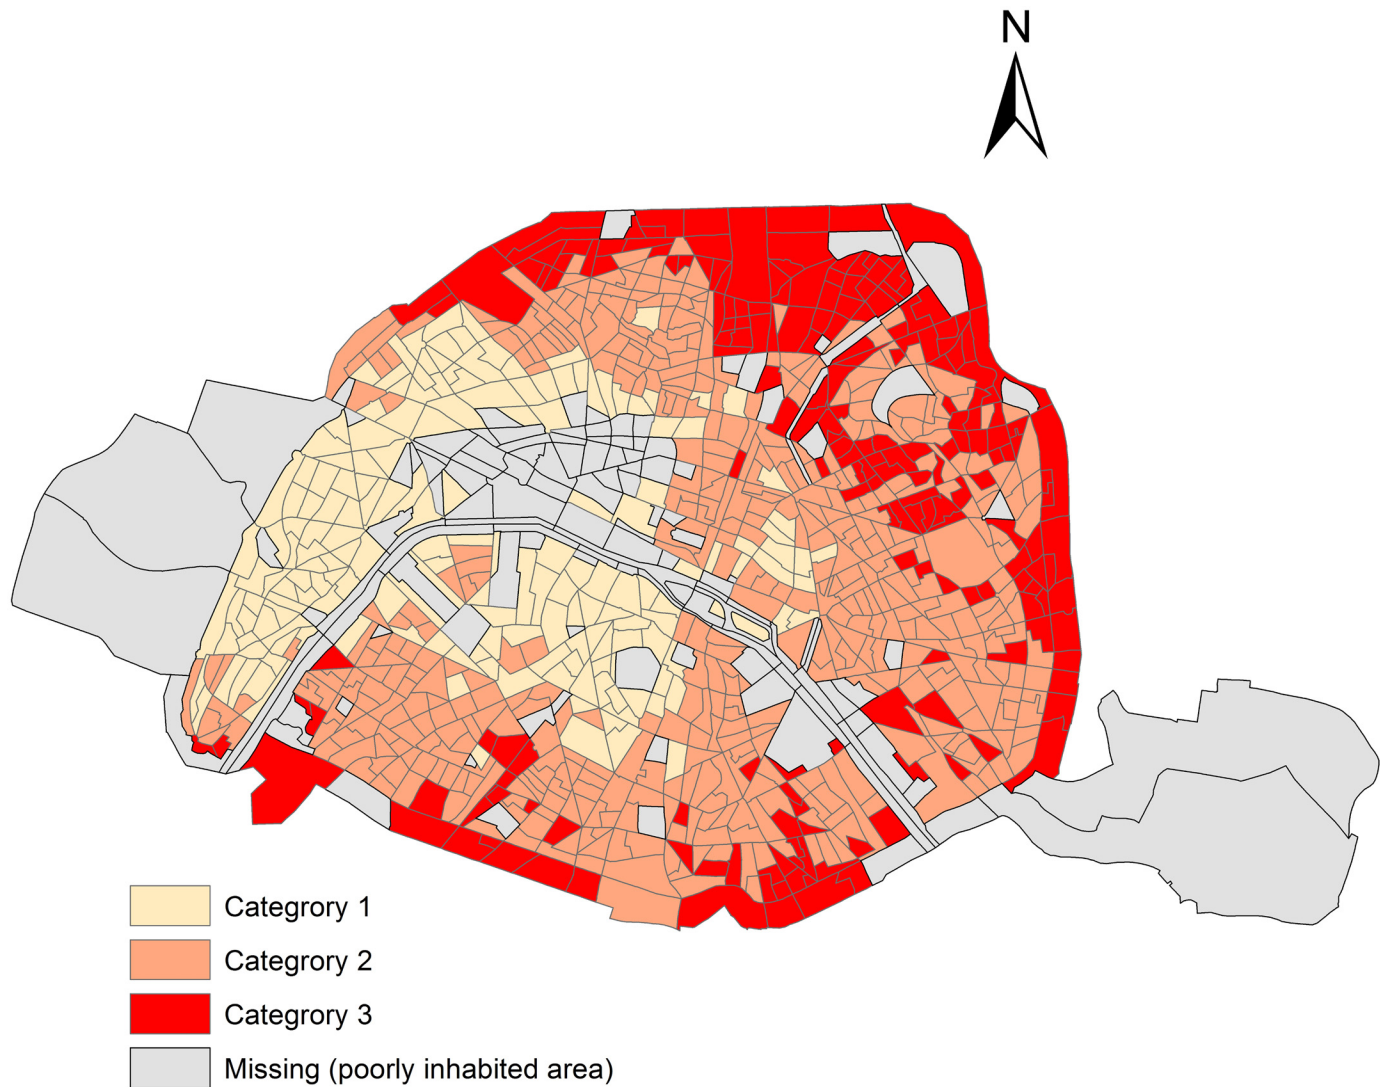 N
Categrory 1
Categrory 2
Categrory 3
Missing (poorly inhabited area)